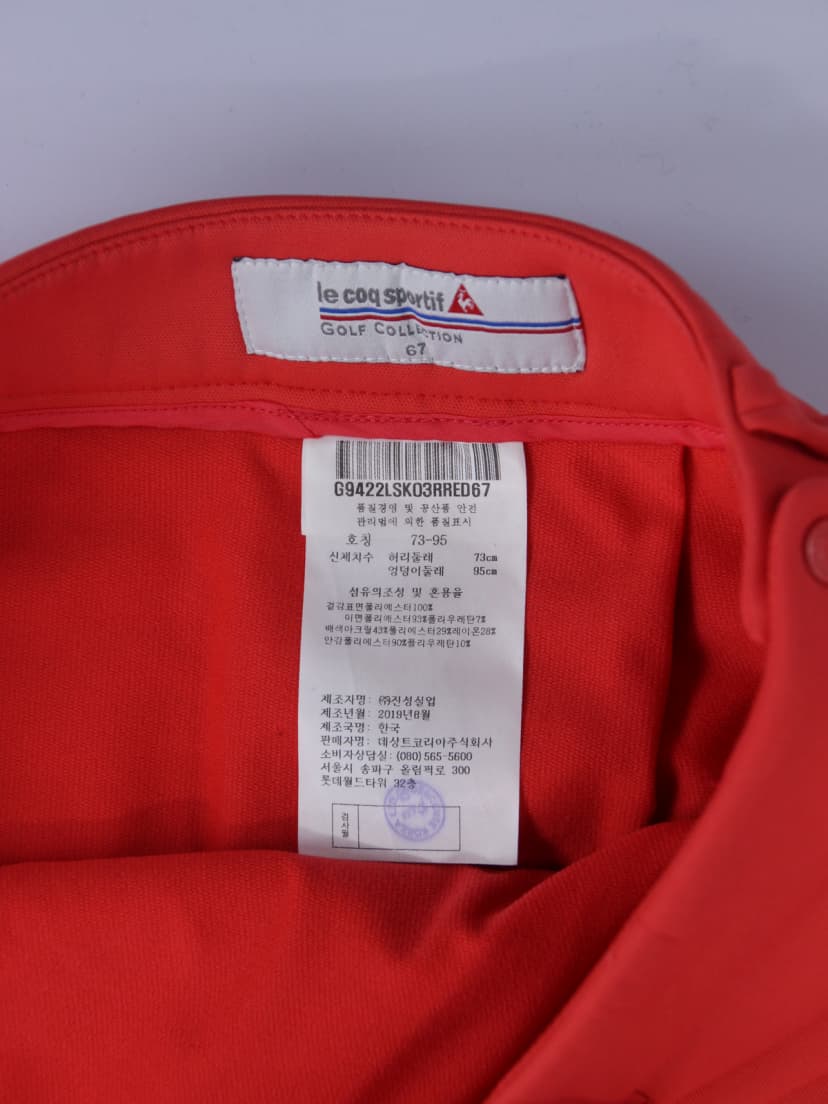 le coq sportif
GOLF COLLECTION
67
G9422LSK03RRED67
품질경영 및 공산품 안전
관리법에 의한 품질표시
호칭 73-95
신체치수 허리둘레 73cm
엉덩이둘레 95cm
섬유의조성 및 혼용율
겉감표면폴리에스터100%
이면폴리에스터93%폴리우레탄7%
배색아크릴43%폴리에스터29%레이온28%
안감폴리에스터90%폴리우레탄10%
제조자명: ㈜진성실업
제조년월: 2019년8월
제조국명: 한국
판매자명: 데상트코리아주식회사
소비자상담실: (080)565-5600
서울시 송파구 올림픽로 300
롯데월드타워 32층
검사필